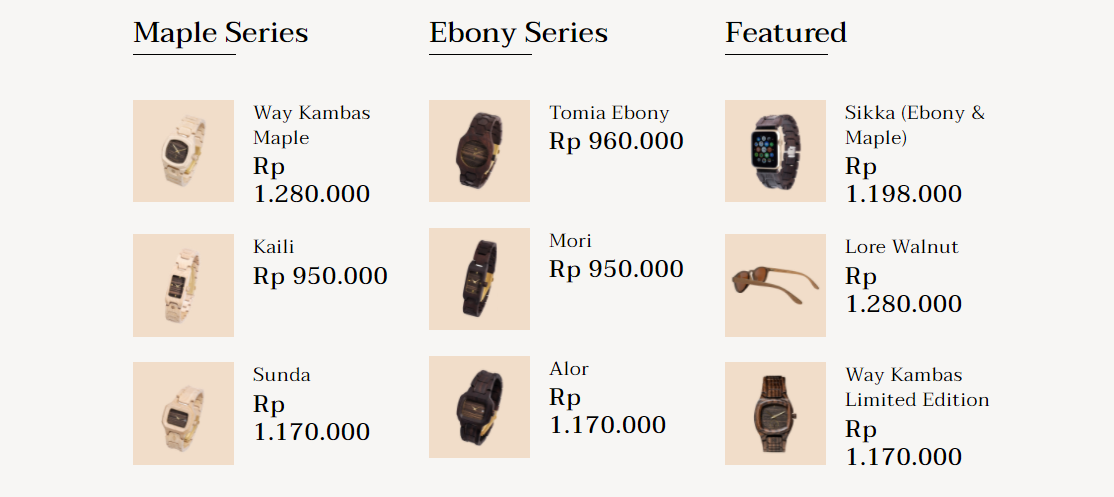 Maple Series
Way Kambas
Maple
Rp
1.280.000
Kaili
Rp 950.000
Sunda
Rp
1.170.000
Ebony Series
Tomia Ebony
Rp 960.000
Mori
Rp 950.000
Alor
Rp
1.170.000
Featured
Sikka (Ebony &
Maple)
Rp
1.198.000
Lore Walnut
Rp
1.280.000
Way Kambas
Limited Edition
Rp
1.170.000